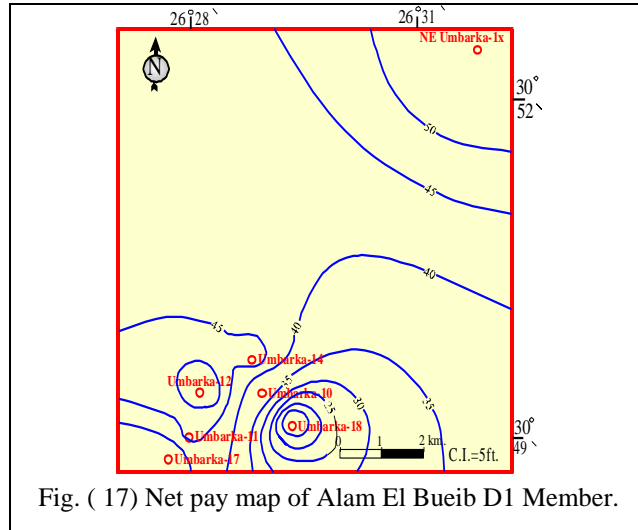 26° 28`
26° 31`
NE Umbarka-1x
N
30°
52`
50
45
40
45
40
Umbarka-14
35
Umbarka-12
Umbarka-10
25
30
35
Umbarka-18
Umbarka-11
0 1 2 km.
30°
49`
Umbarka-17
C.I.=5ft.
Fig. ( 17) Net pay map of Alam El Bueib D1 Member.